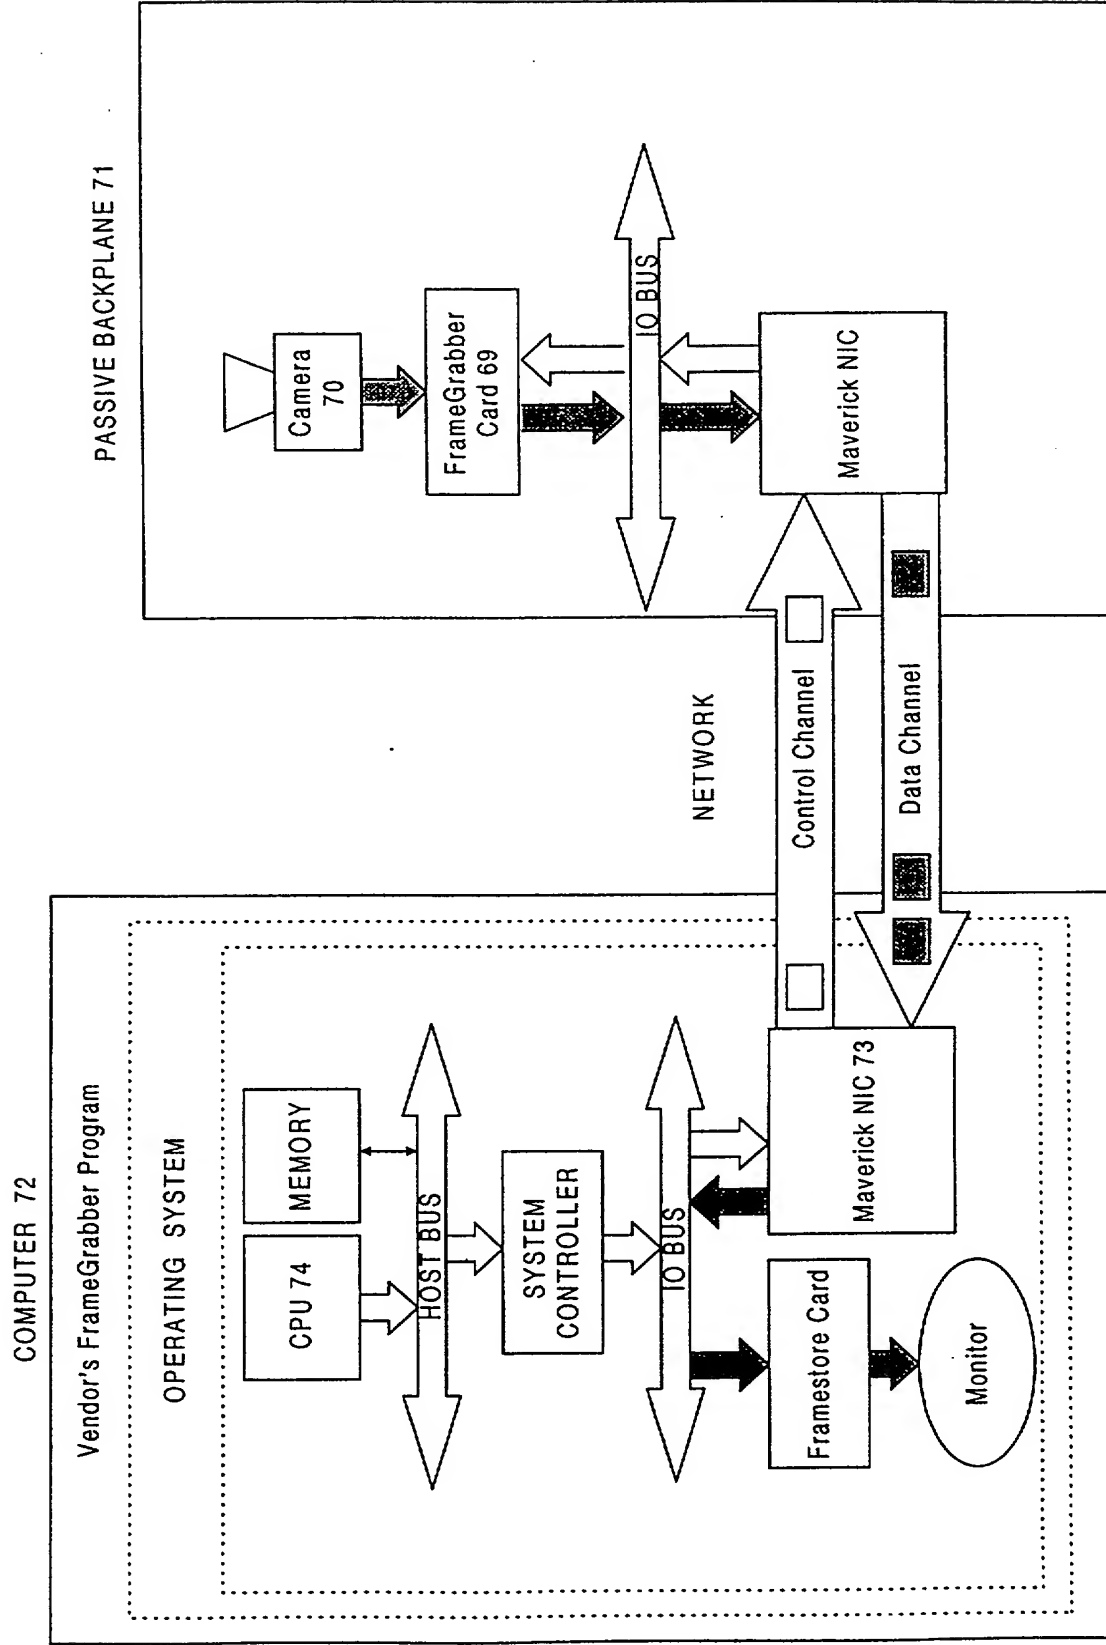 COMPUTER 72
Vendor's FrameGrabber Program
OPERATING SYSTEM
CPU 74
MEMORY
HOST BUS
SYSTEM
CONTROLLER
IO BUS
Framestore Card
Maverick NIC 73
Monitor
NETWORK
Control Channel
Data Channel
PASSIVE BACKPLANE 71
Camera
70
FrameGrabber
Card 69
IO BUS
Maverick NIC